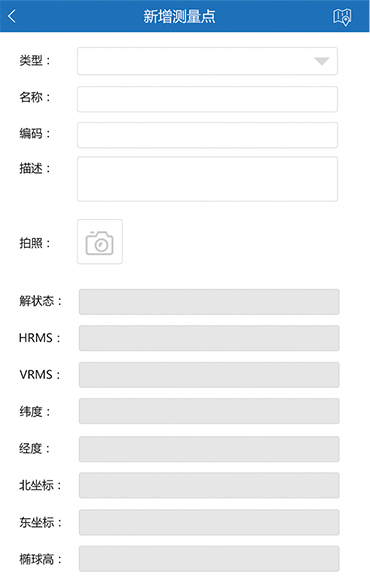 新增测量点
类型：
名称：
编码：
描述：
拍照：
解状态：
HRMS：
VRMS：
纬度：
经度：
北坐标：
东坐标：
椭球高：